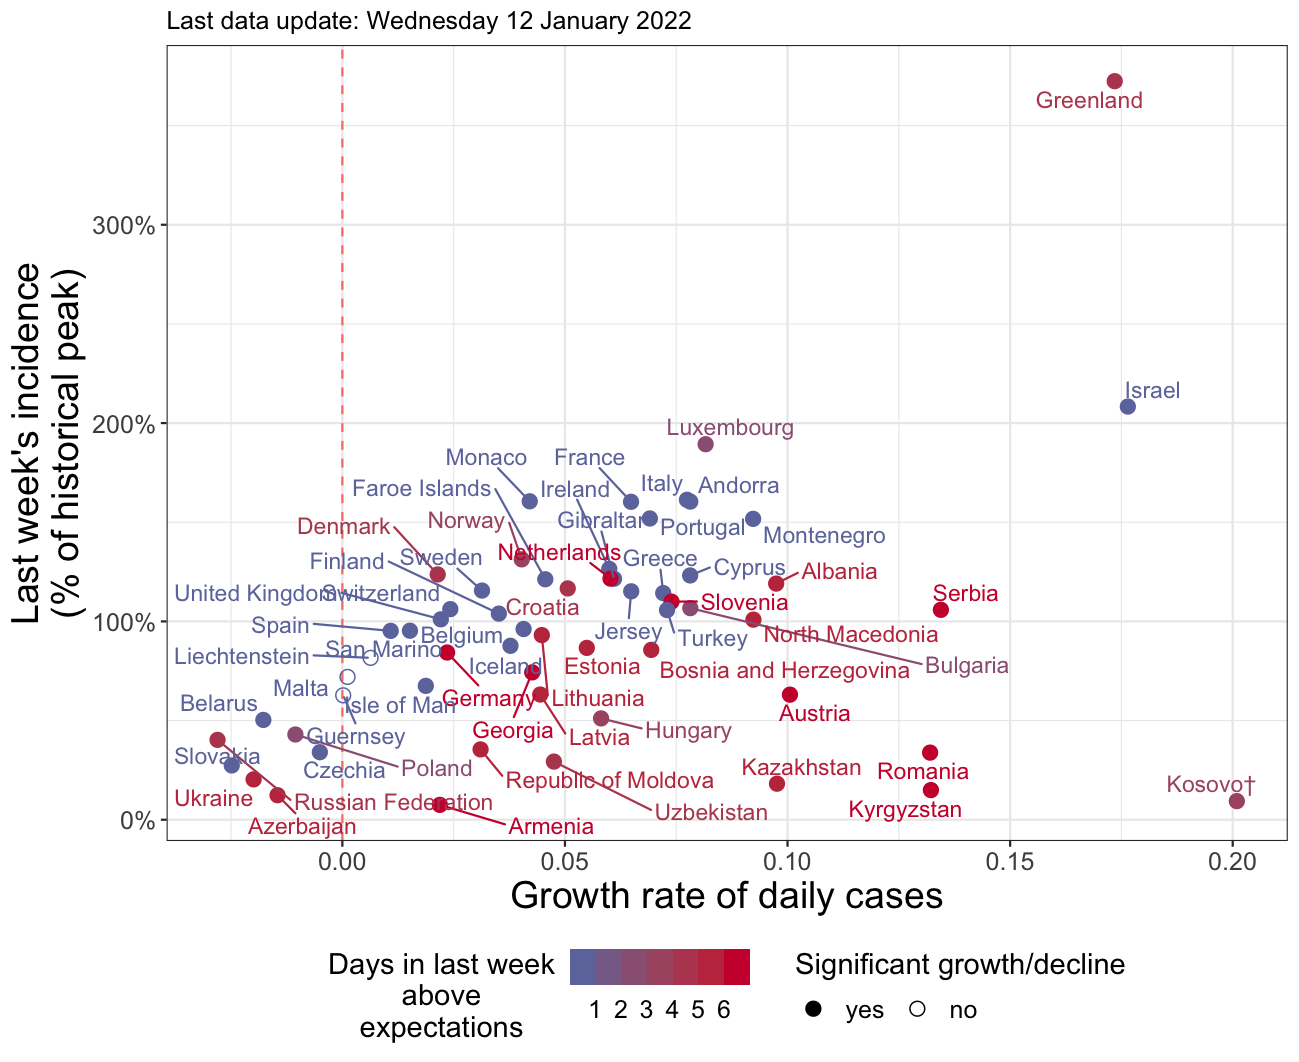 Last data update: Wednesday 12 January 2022
Last week's incidence
(% of historical peak)
300%
200%
100%
0%
Greenland
Israel
Luxembourg
Monaco
France
Faroe Islands
Ireland
Italy
Andorra
Denmark
Norway
Gibraltar
Portugal
Montenegro
Finland
Sweden
Netherlands
Greece
Cyprus
Albania
United Kingdom
Switzerland
Croatia
Slovenia
Serbia
Spain
San Marino
Belgium
Jersey
Turkey
North Macedonia
Liechtenstein
Iceland
Estonia
Bosnia and Herzegovina
Bulgaria
Malta
Isle of Man
Germany
Lithuania
Austria
Belarus
Guernsey
Georgia
Latvia
Hungary
Slovakia
Czechia
Poland
Republic of Moldova
Kazakhstan
Romania
Kosovo†
Ukraine
Russian Federation
Uzbekistan
Kyrgyzstan
Azerbaijan
Armenia
0.00
0.05
0.10
0.15
0.20
Growth rate of daily cases
Days in last week
above
expectations
1 2 3 4 5 6
Significant growth/decline
yes
no